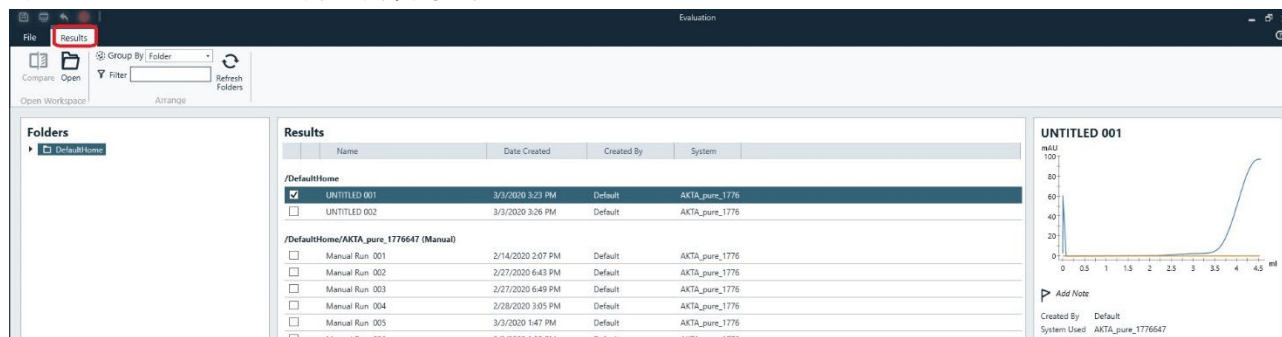 Evaluation
File Results
Compare Open
Group By Folder
Filter
Refresh
Folders
Open Workspace Arrange
Folders
DefaultHome
Results
Name Date Created Created By System
/DefaultHome
UNTITLED 001 3/3/2020 3:23 PM Default AKTA_pure_1776
UNTITLED 002 3/3/2020 3:26 PM Default AKTA_pure_1776
/DefaultHome/AKTA_pure_1776647 (Manual)
Manual Run 001 2/14/2020 2:07 PM Default AKTA_pure_1776
Manual Run 002 2/27/2020 6:43 PM Default AKTA_pure_1776
Manual Run 003 2/27/2020 6:49 PM Default AKTA_pure_1776
Manual Run 004 2/28/2020 3:05 PM Default AKTA_pure_1776
Manual Run 005 3/3/2020 1:47 PM Default AKTA_pure_1776
UNTITLED 001
mAU
100
80
60
40
20
0
0 0.5 1 1.5 2 2.5 3 3.5 4 4.5 ml
Add Note
Created By Default
System Used AKTA_pure_1776647